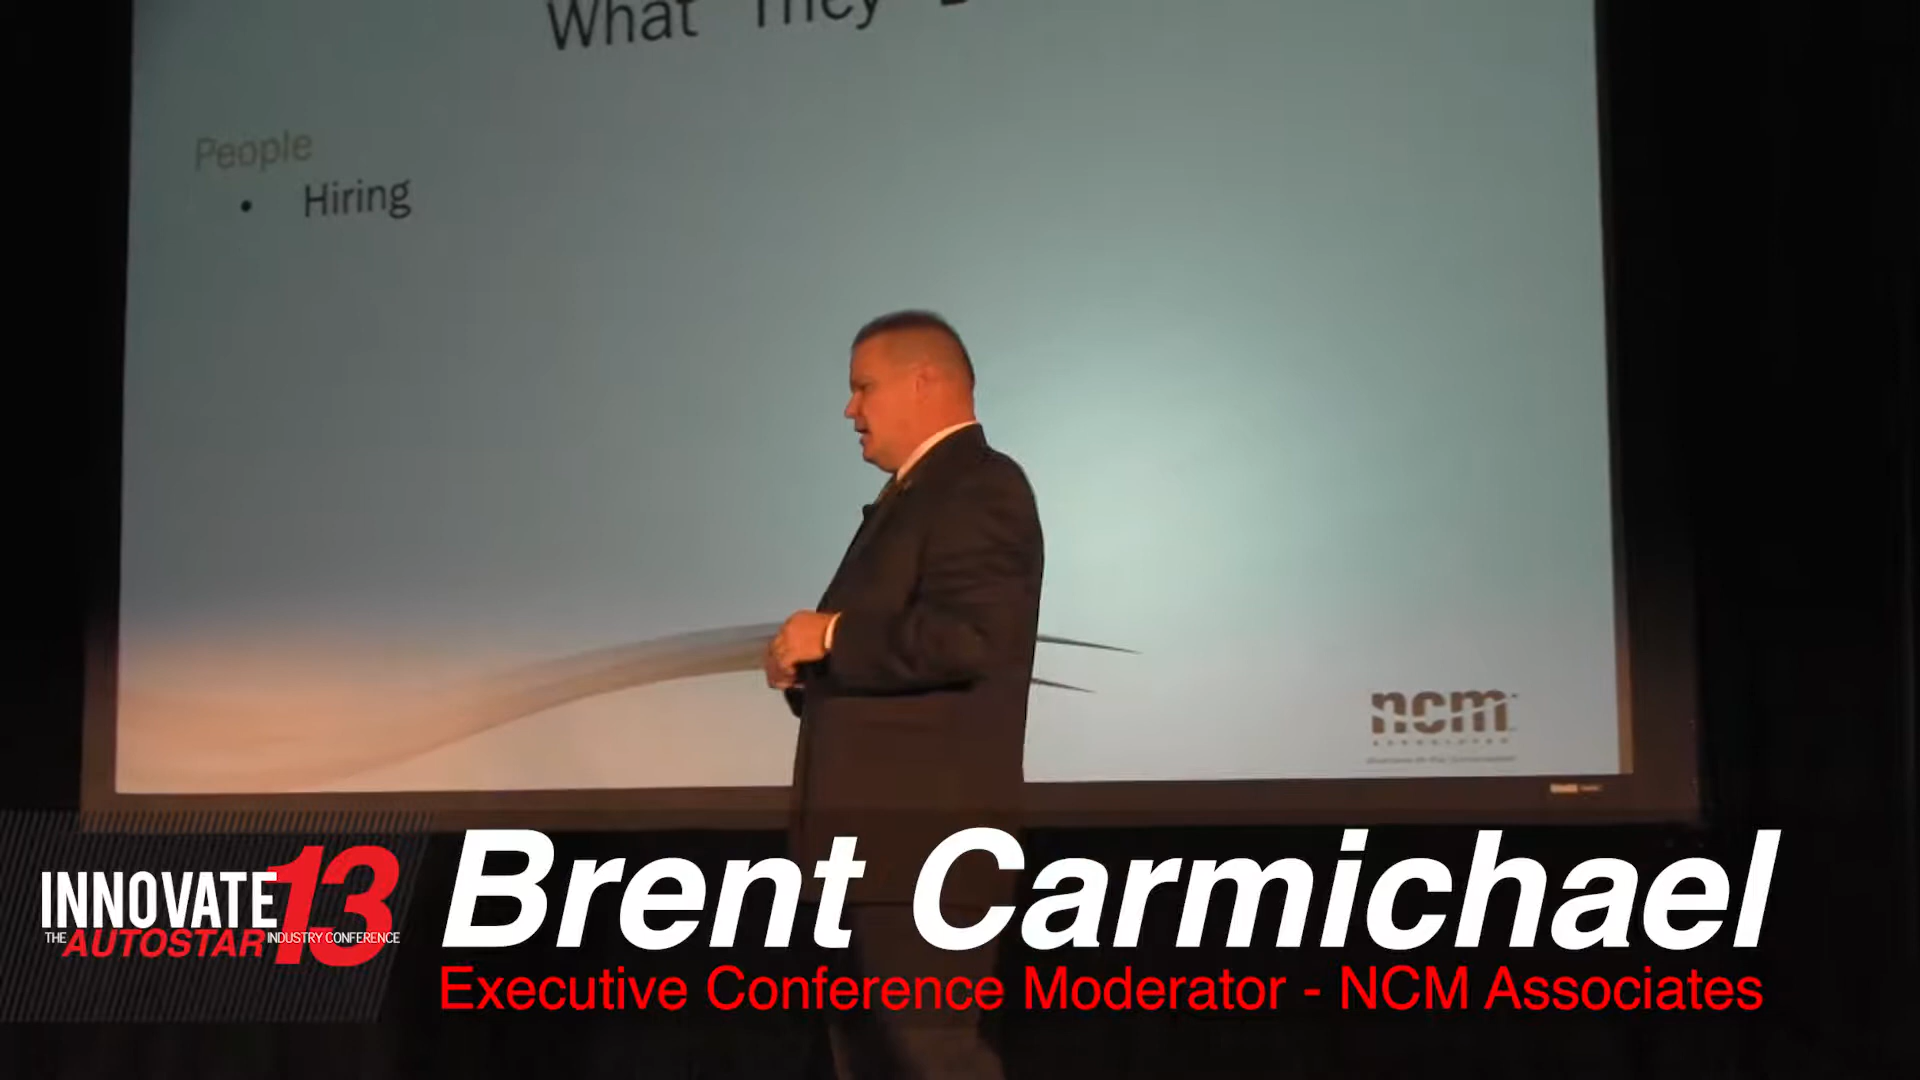 What They
People
• Hiring
ncm
INNOVATE 13
THE AUTOSTAR INDUSTRY CONFERENCE
Brent Carmichael
Executive Conference Moderator - NCM Associates